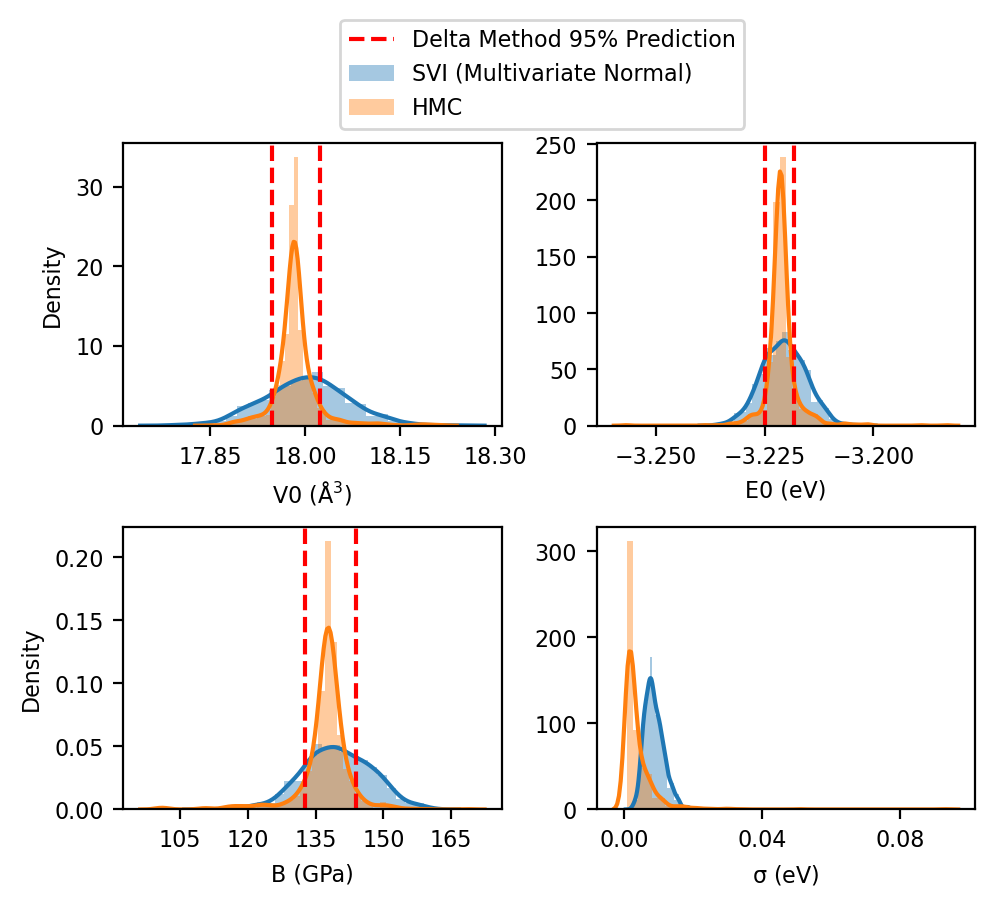 Delta Method 95% Prediction
SVI (Multivariate Normal)
HMC
Density
30
20
10
0
17.85 18.00 18.15 18.30
V0 (Å³)
250
200
150
100
50
0
−3.250 −3.225 −3.200
E0 (eV)
Density
0.20
0.15
0.10
0.05
0.00
105 120 135 150 165
B (GPa)
300
200
100
0
0.00 0.04 0.08
σ (eV)